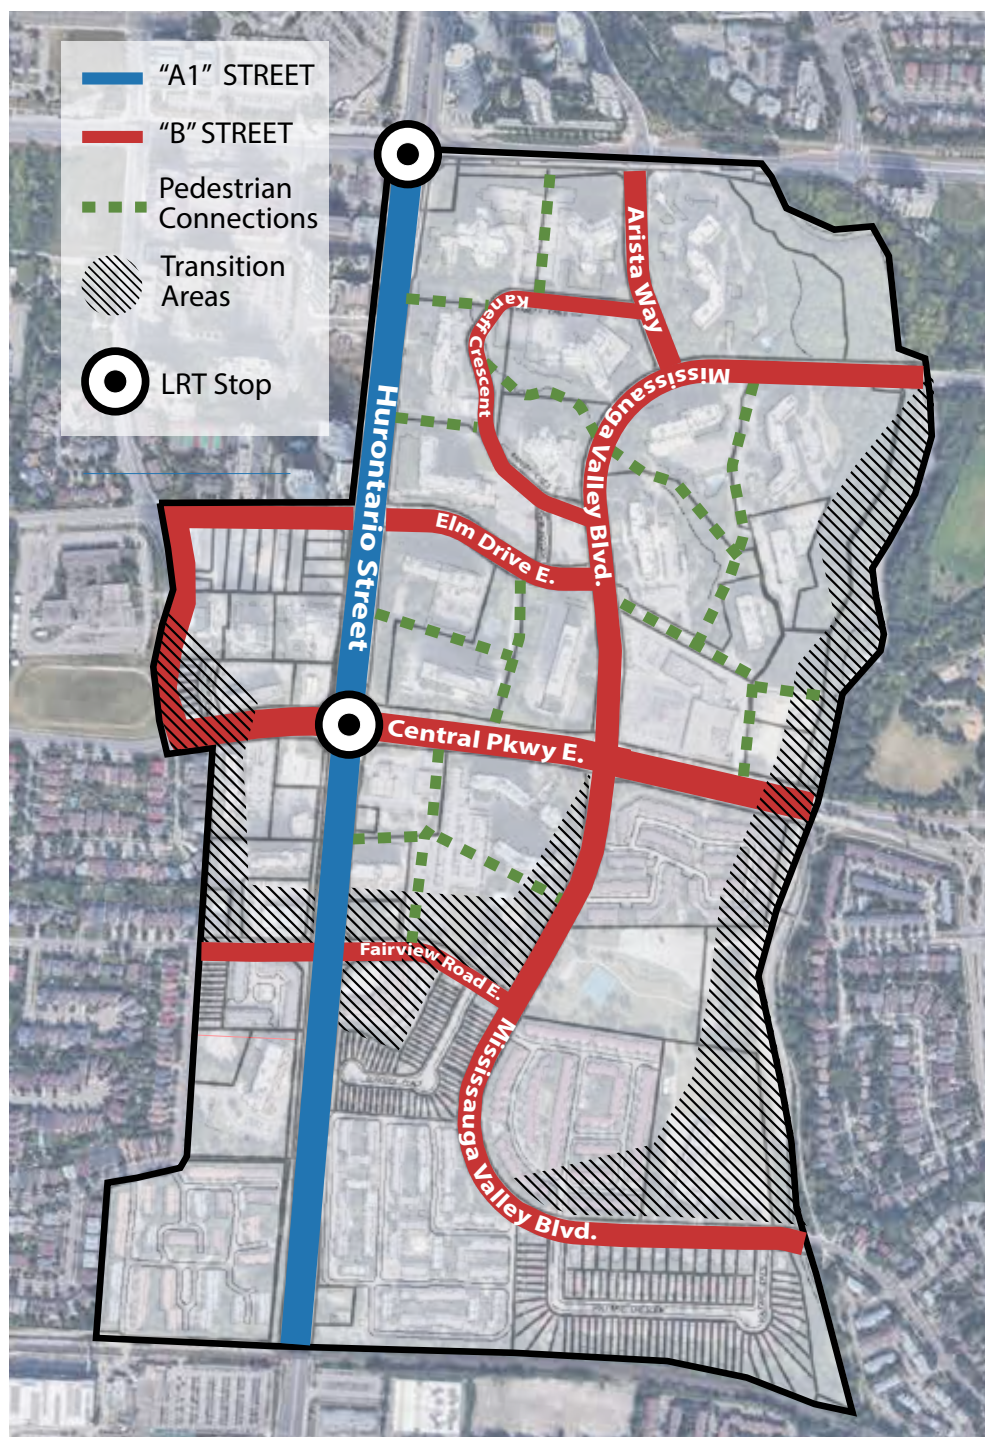 “A1” STREET
“B” STREET
Pedestrian
Connections
Transition
Areas
LRT Stop
Arista Way
Kaneff Crescent
Mississauga Valley Blvd.
Hurontario Street
Elm Drive E.
Central Pkwy E.
Fairview Road E.
Mississauga Valley Blvd.